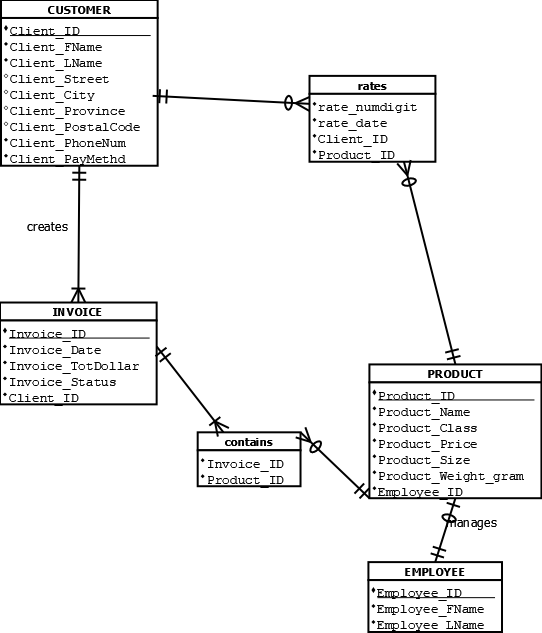 CUSTOMER
Client_ID
Client_FName
Client_LName
Client_Street
Client_City
Client_Province
Client_PostalCode
Client_PhoneNum
Client_PayMethd
rates
rate_numdigit
rate_date
Client_ID
Product_ID
creates
INVOICE
Invoice_ID
Invoice_Date
Invoice_TotDollar
Invoice_Status
Client_ID
contains
Invoice_ID
Product_ID
PRODUCT
Product_ID
Product_Name
Product_Class
Product_Price
Product_Size
Product_Weight_gram
Employee_ID
manages
EMPLOYEE
Employee_ID
Employee_FName
Employee_LName